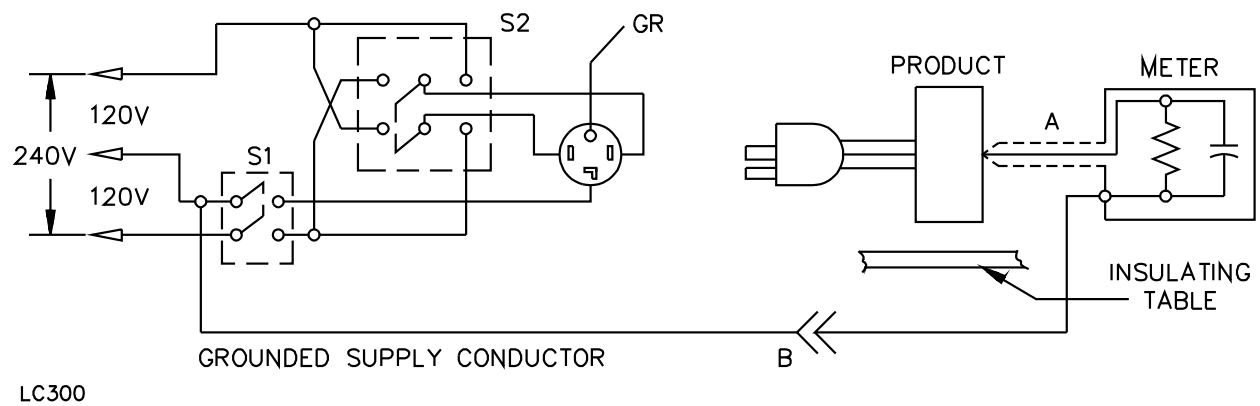 S2
GR
PRODUCT
METER
120V
A
240V
S1
120V
INSULATING
TABLE
GROUNDED SUPPLY CONDUCTOR
B
LC300